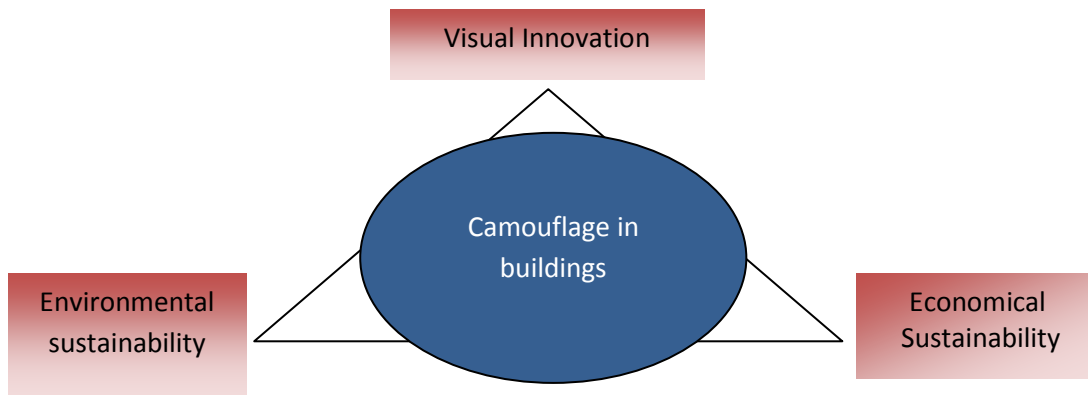 Visual Innovation
Camouflage in
buildings
Environmental
sustainability
Economical
Sustainability